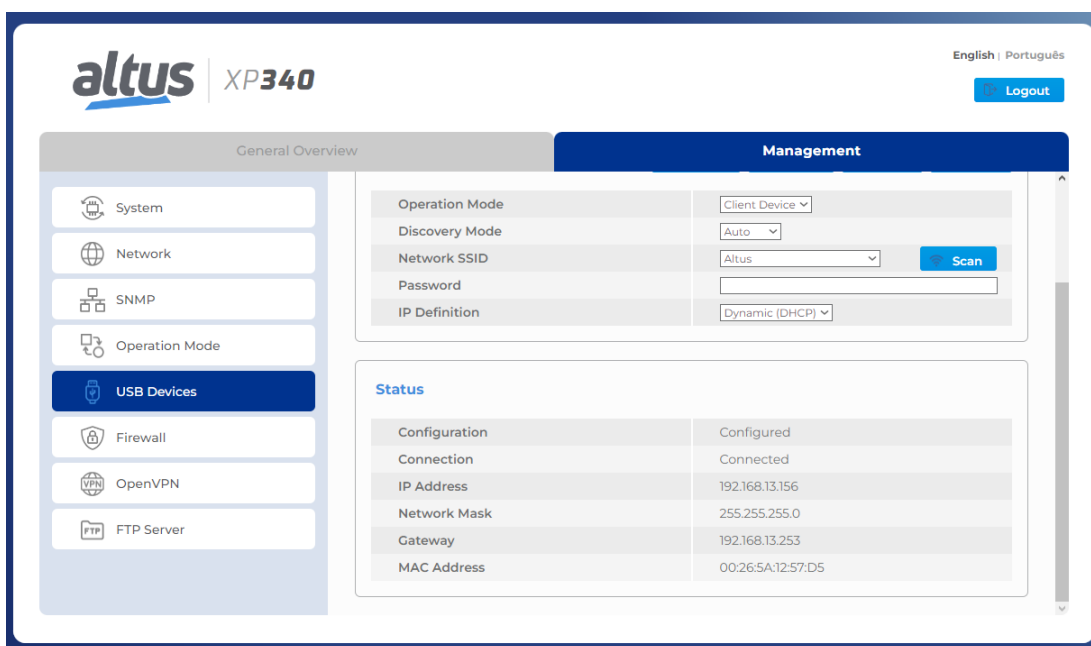 altus XP340
English | Português
Logout
General Overview
Management
System
Network
SNMP
Operation Mode
USB Devices
Firewall
VPN OpenVPN
FTP FTP Server
Operation Mode Client Device
Discovery Mode Auto
Network SSID Altus Scan
Password
IP Definition Dynamic (DHCP)
Status
Configuration Configured
Connection Connected
IP Address 192.168.13.156
Network Mask 255.255.255.0
Gateway 192.168.13.253
MAC Address 00:26:5A:12:57:D5